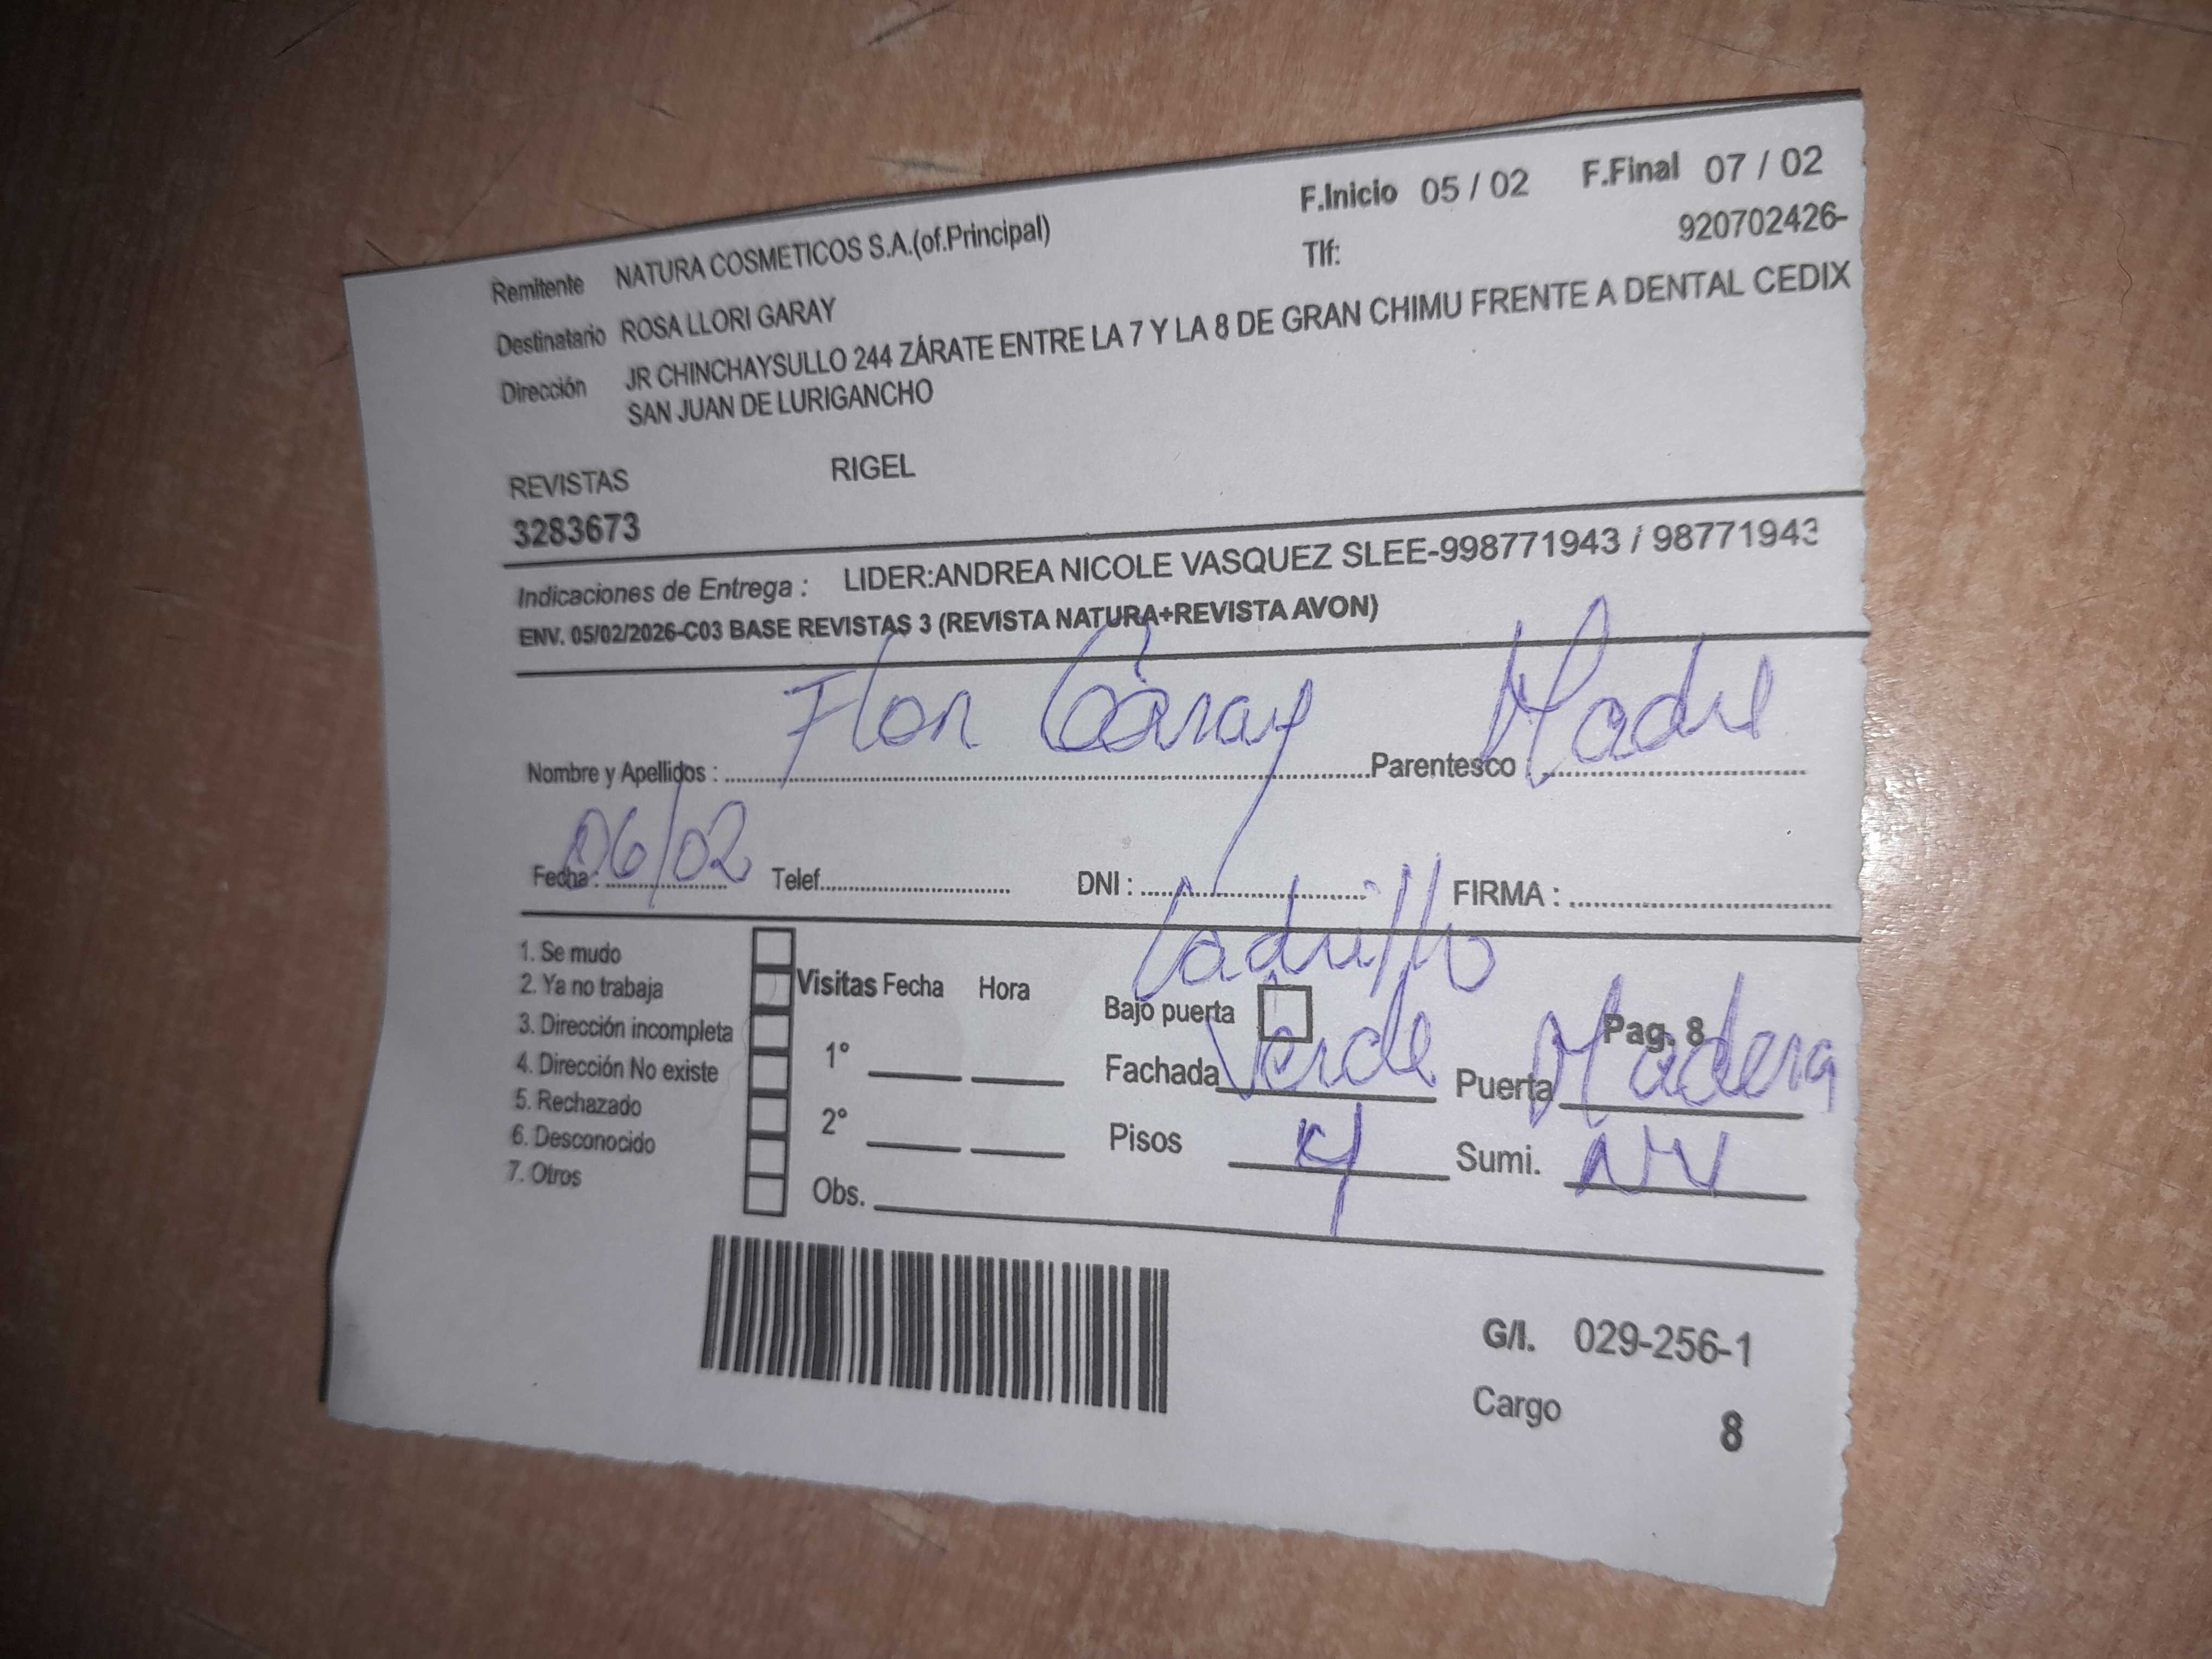 F.Inicio 05 / 02 F.Final 07 / 02
Remitente NATURA COSMETICOS S.A.(of.Principal) Tlf: 920702426-
Destinatario ROSA LLORI GARAY
Dirección JR CHINCHAYSULLO 244 ZÁRATE ENTRE LA 7 Y LA 8 DE GRAN CHIMU FRENTE A DENTAL CEDIX
SAN JUAN DE LURIGANCHO
REVISTAS RIGEL
3283673
Indicaciones de Entrega : LIDER:ANDREA NICOLE VASQUEZ SLEE-998771943 / 98771943
ENV. 05/02/2026-C03 BASE REVISTAS 3 (REVISTA NATURA+REVISTA AVON)
Nombre y Apellidos : Flor Garay Parentesco : Madre
Fecha : 06/02 Telef. DNI : FIRMA :
Ladrillo
1. Se mudo
2. Ya no trabaja
3. Dirección incompleta
4. Dirección No existe
5. Rechazado
6. Desconocido
7. Otros
Visitas Fecha Hora
1°
2°
Obs.
Bajo puerta Pag. 8
Fachada Verde Puerta Madera
Pisos 4 Sumi.
G/I. 029-256-1
Cargo 8